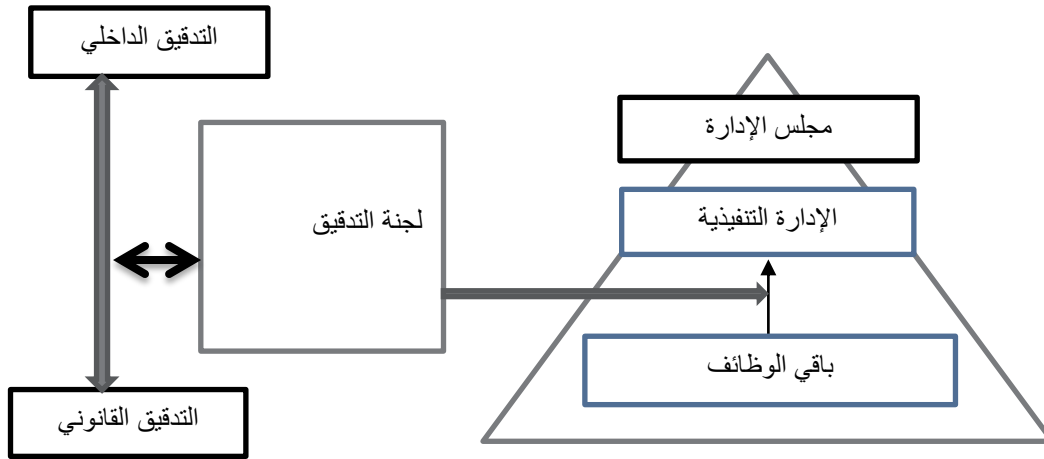 التدقيق الداخلي
مجلس الإدارة
الإدارة التنفيذية
لجنة التدقيق
باقي الوظائف
التدقيق القانوني